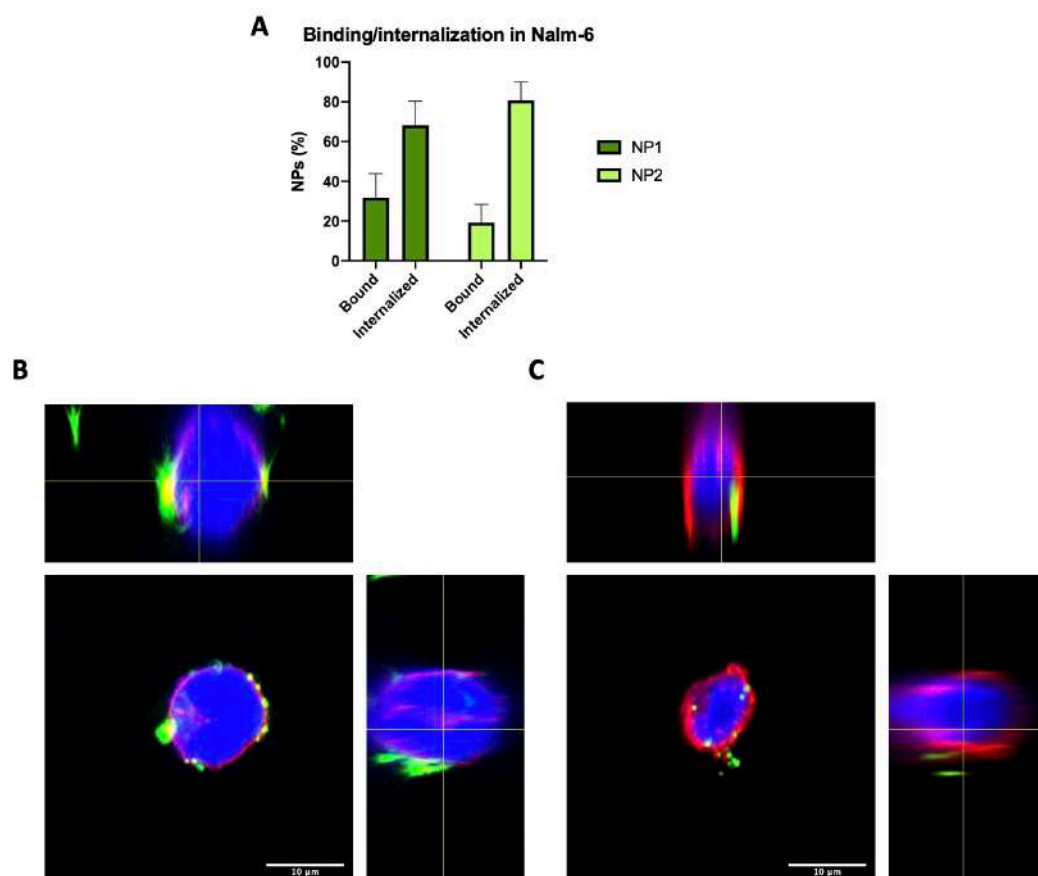 A
Binding/internalization in Nalm-6
100
80
60
40
20
0
NPs (%)
Bound
Internalized
Bound
Internalized
NP1
NP2
B
C
10 µm
10 µm